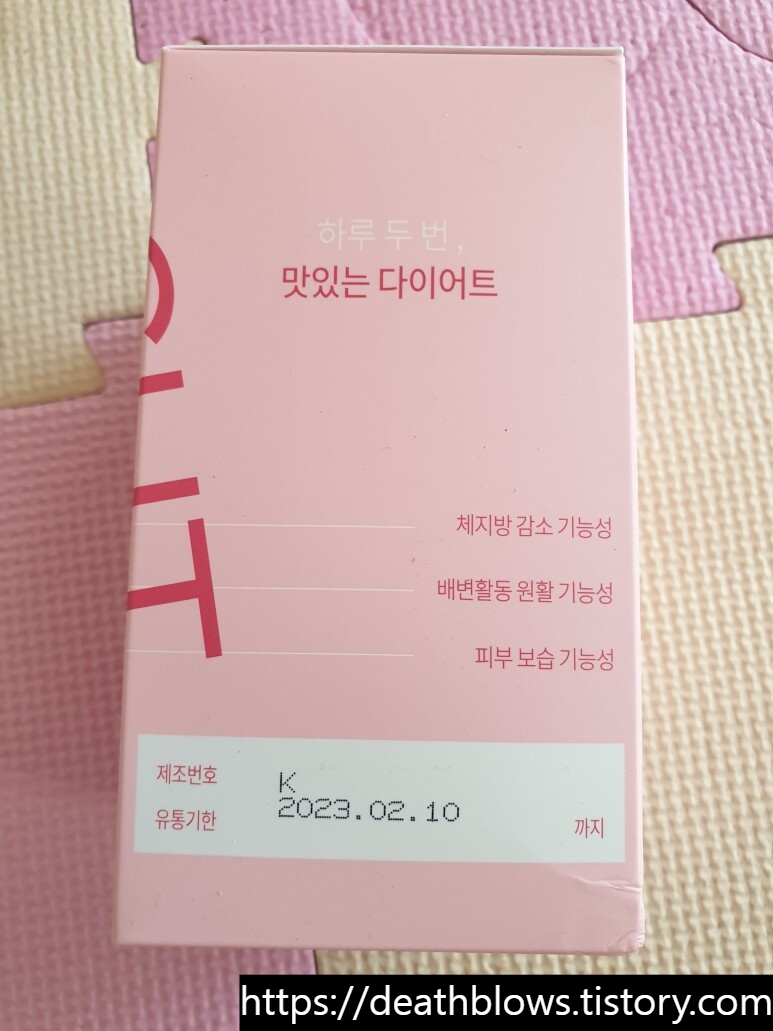 하루 두 번,
맛있는 다이어트
체지방 감소 기능성
배변활동 원활 기능성
피부 보습 기능성
제조번호 K
유통기한 2023.02.10 까지
https://deathblows.tistory.com